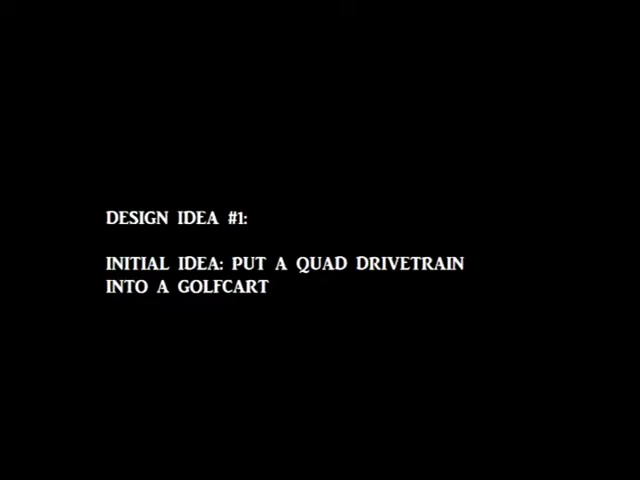 DESIGN IDEA #1:
INITIAL IDEA: PUT A QUAD DRIVETRAIN
INTO A GOLFCART